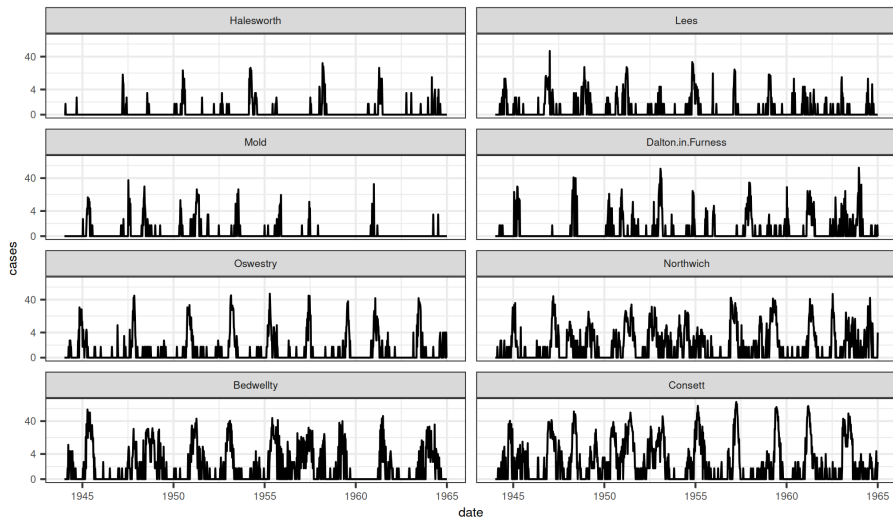 Halesworth Lees
40
4
0
Mold Dalton.in.Furness
40
4
0
cases
Oswestry Northwich
40
4
0
Bedwellty Consett
40
4
0
1945 1950 1955 1960 1965 1945 1950 1955 1960 1965
date